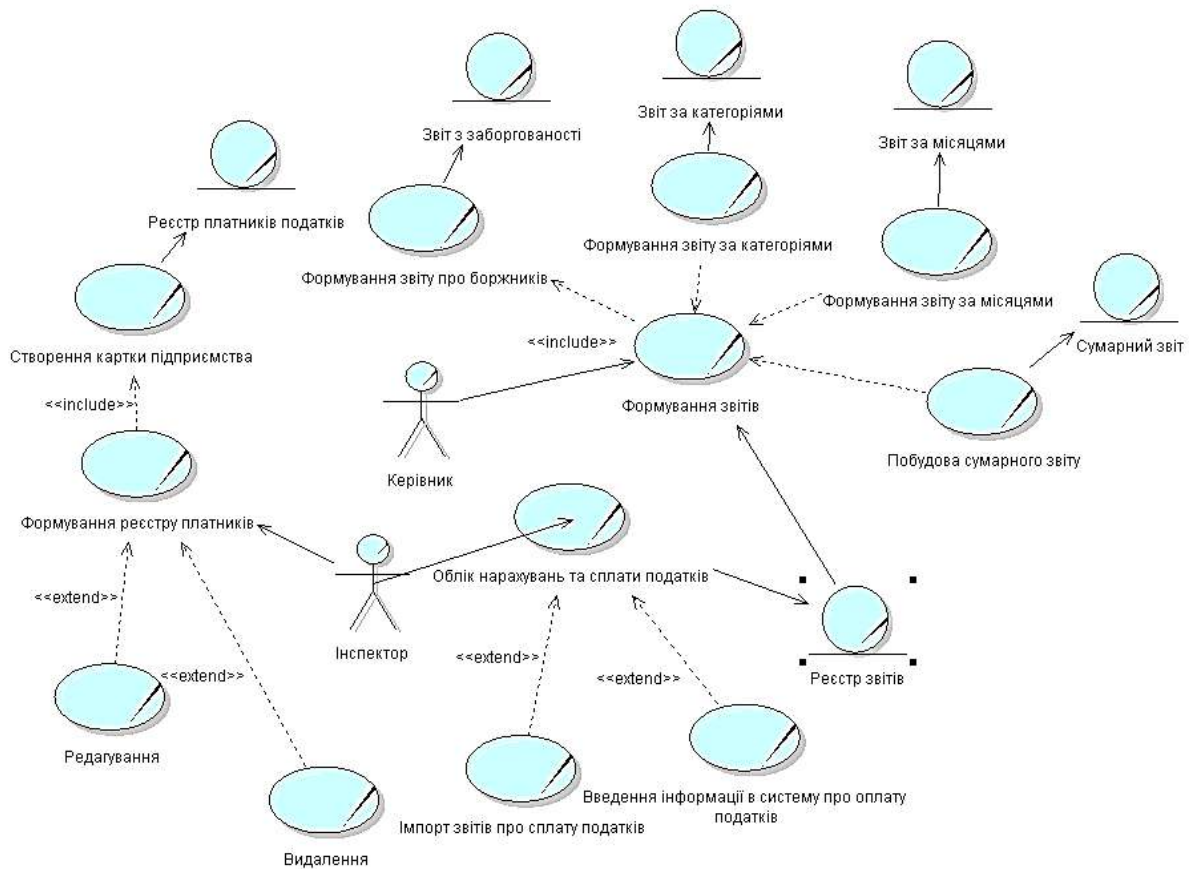 Звіт за категоріями
Звіт з заборгованості
Звіт за місяцями
Реєстр платників податків
Формування звіту за категоріями
Формування звіту про боржників
Формування звіту за місяцями
<<include>>
Сумарний звіт
Створення картки підприємства
<<include>>
Формування звітів
Побудова сумарного звіту
Керівник
Формування реєстру платників
Облік нарахувань та сплати податків
<<extend>>
Інспектор
<<extend>>
<<extend>>
<<extend>>
Реєстр звітів
Редагування
Введення інформації в систему про оплату
податків
Імпорт звітів про сплату податків
Видалення